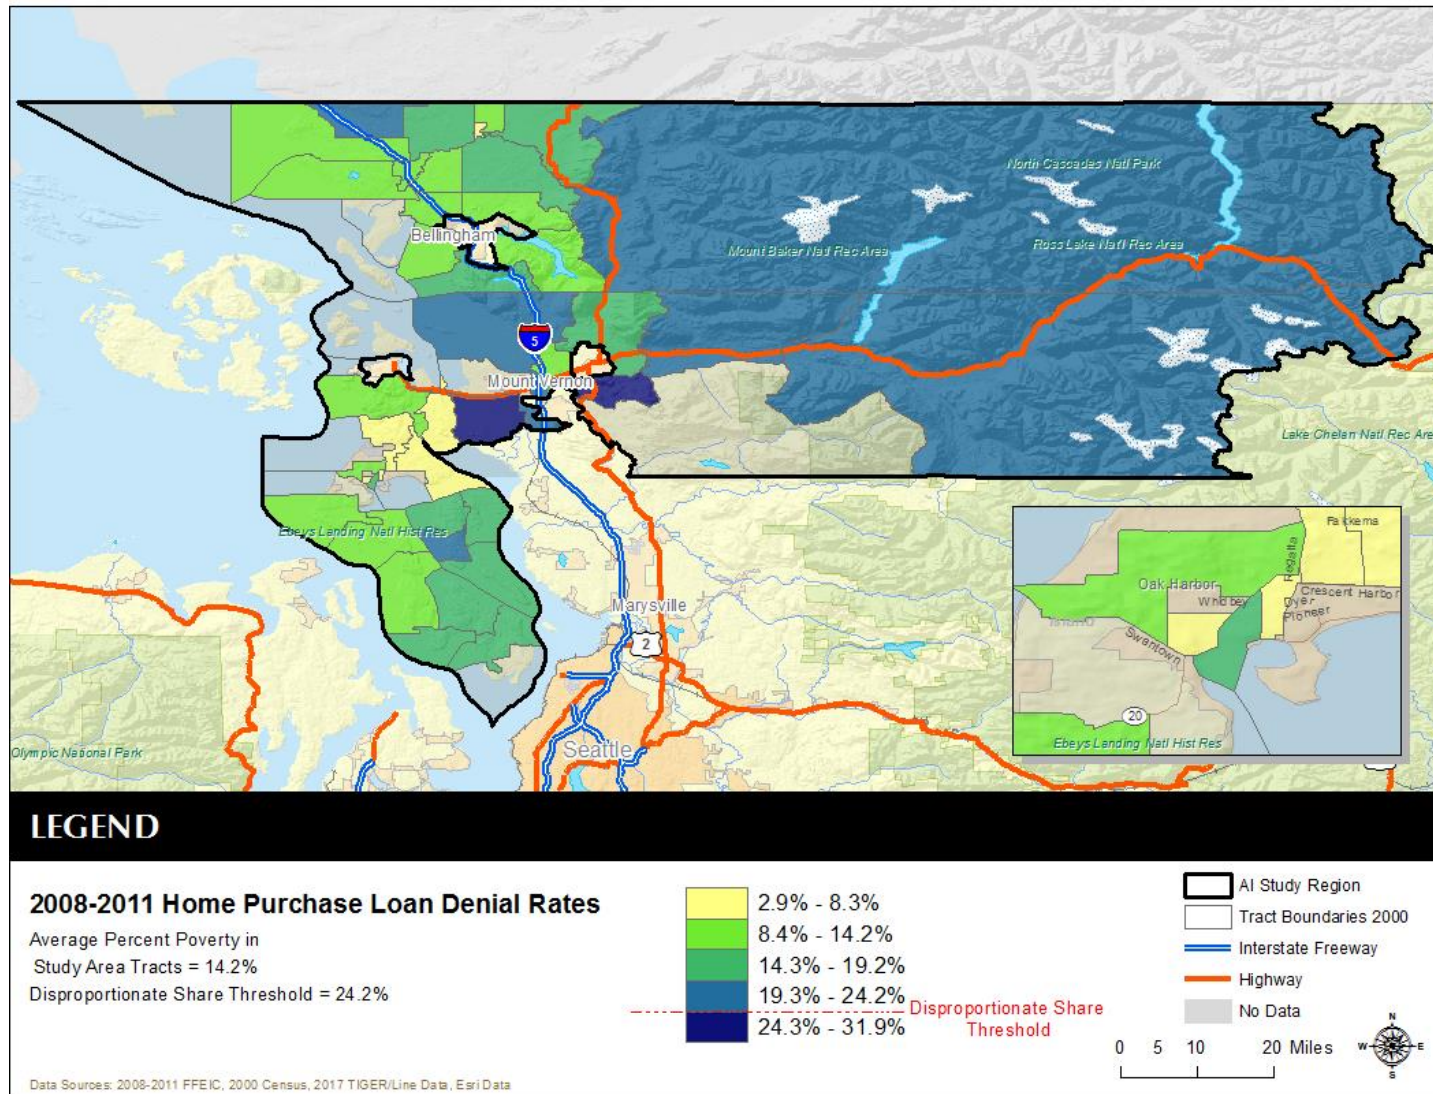 North Cascades Natl Park
Bellingham
Mount Baker Natl Rec Area
Ross Lake Natl Rec Area
5
Mount Vernon
Lake Chelan Natl Rec Are
Ebeys Landing Natl Hist Res
Marysville
2
Seattle
Olympic National Park
Fakkema
Regatta
Oak Harbor
Crescent Harbor
Whidbey
Dyer
Pioneer
Swantown
20
Ebeys Landing Natl Hist Res
LEGEND
2008-2011 Home Purchase Loan Denial Rates
Average Percent Poverty in
Study Area Tracts = 14.2%
Disproportionate Share Threshold = 24.2%
2.9% - 8.3%
8.4% - 14.2%
14.3% - 19.2%
19.3% - 24.2%
24.3% - 31.9%
Disproportionate Share
Threshold
AI Study Region
Tract Boundaries 2000
Interstate Freeway
Highway
No Data
0 5 10 20 Miles
N
W E
S
Data Sources: 2008-2011 FFEIC, 2000 Census, 2017 TIGER/Line Data, Esri Data